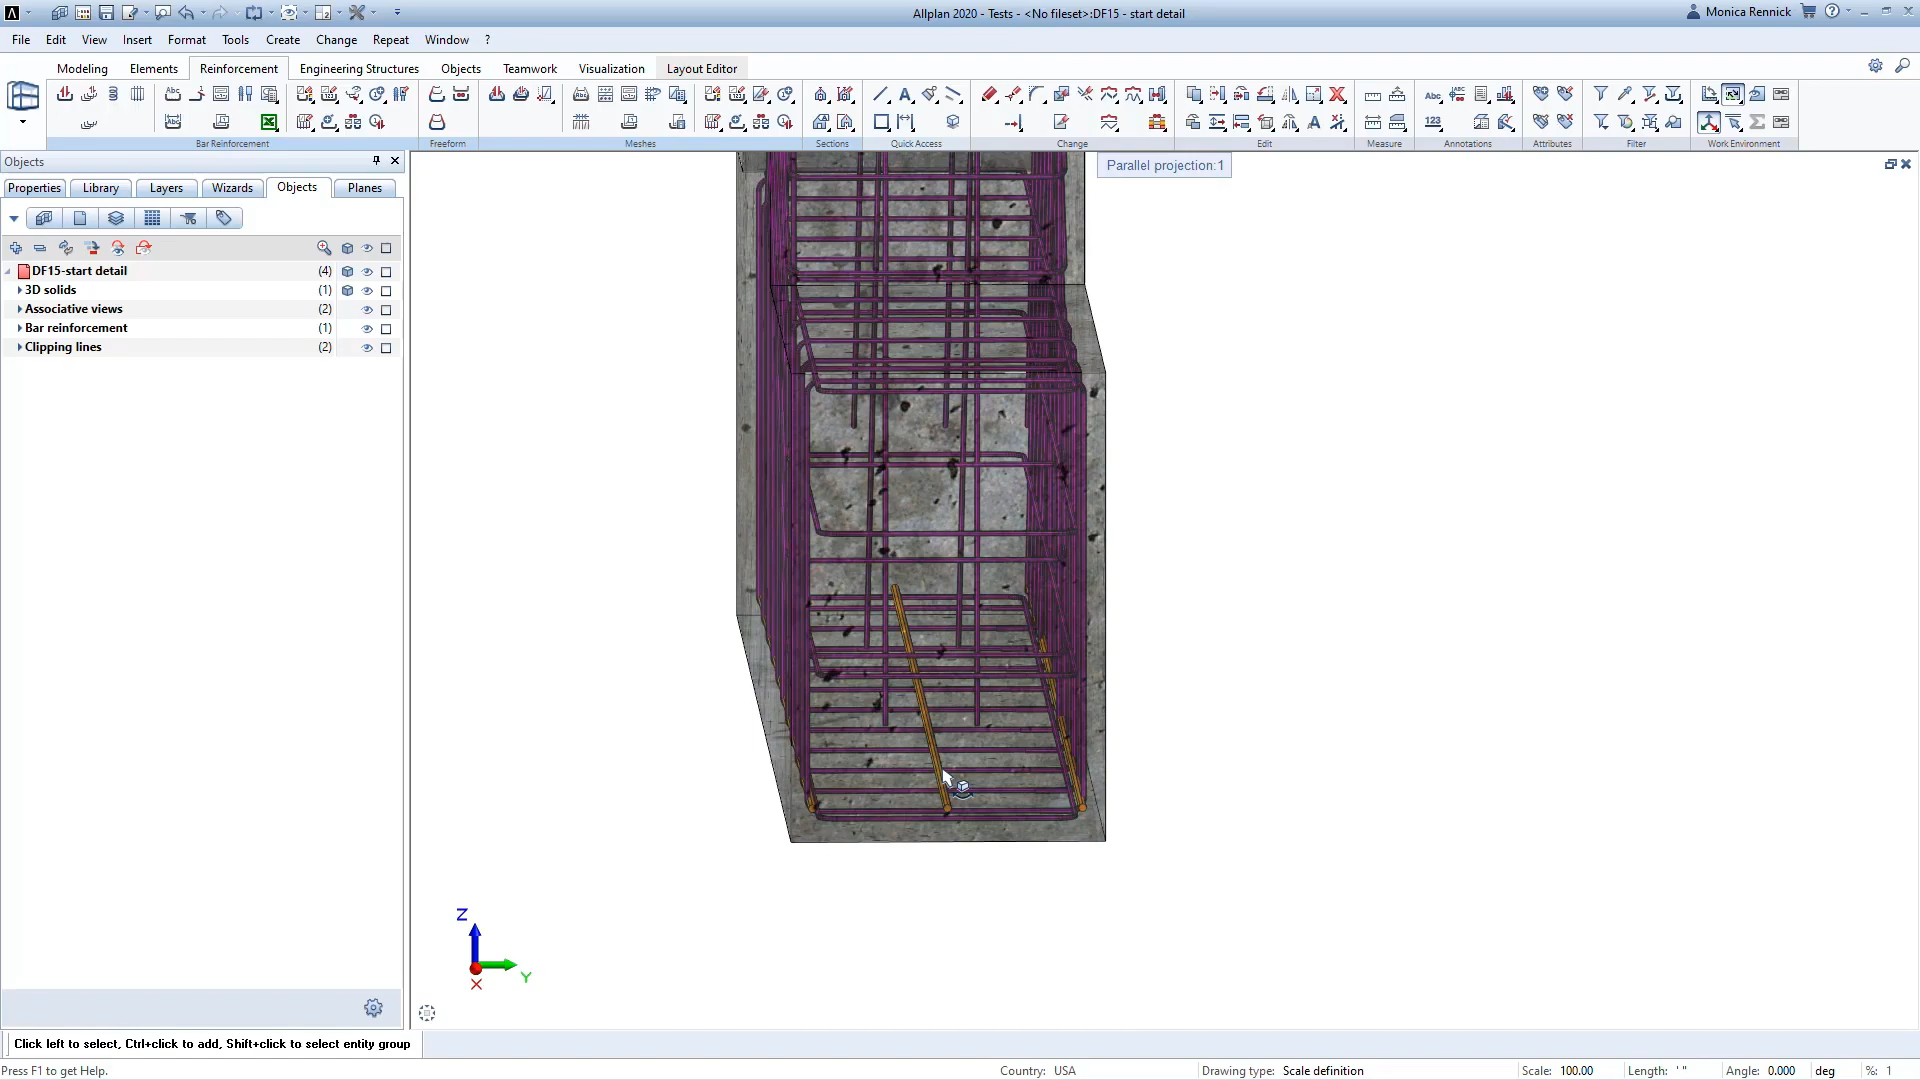 Allplan 2020 - Tests - <No fileset>:DF15 - start detail
Monica Rennick
File Edit View Insert Format Tools Create Change Repeat Window ?
Modeling Elements Reinforcement Engineering Structures Objects Teamwork Visualization Layout Editor
Bar Reinforcement Freeform Meshes Sections Quick Access Change Edit Measure Annotations Attributes Filter Work Environment
Objects
Properties Library Layers Wizards Objects Planes
DF15-start detail (4)
3D solids (1)
Associative views (2)
Bar reinforcement (1)
Clipping lines (2)
Parallel projection:1
Z
Y
X
Click left to select, Ctrl+click to add, Shift+click to select entity group
Press F1 to get Help. Country: USA Drawing type: Scale definition Scale: 100.00 Length: ' " Angle: 0.000 deg %: 1